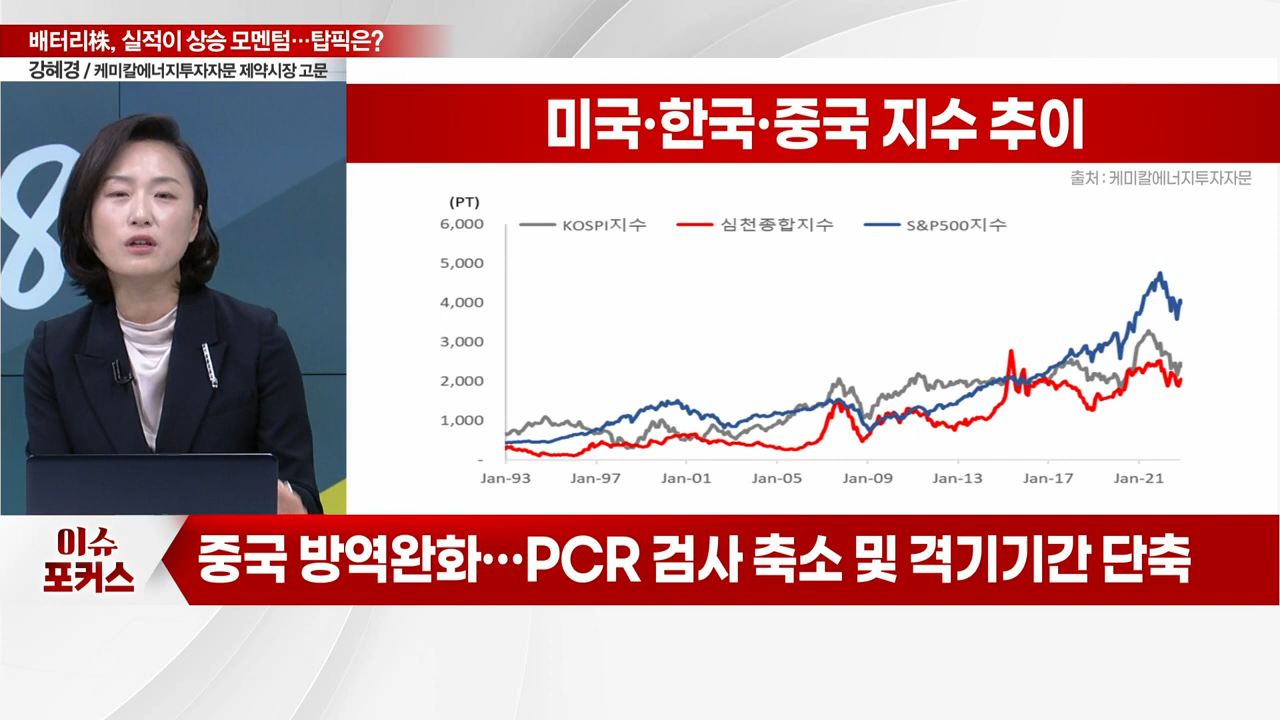 배터리株, 실적이 상승 모멘텀…탑픽은?
강혜경 / 케미칼에너지투자자문 제약시장 고문
8
미국·한국·중국 지수 추이
출처 : 케미칼에너지투자자문
(PT)
KOSPI지수 심천종합지수 S&P500지수
6,000
5,000
4,000
3,000
2,000
1,000
-
Jan-93 Jan-97 Jan-01 Jan-05 Jan-09 Jan-13 Jan-17 Jan-21
이슈
포커스
중국 방역완화…PCR 검사 축소 및 격기기간 단축